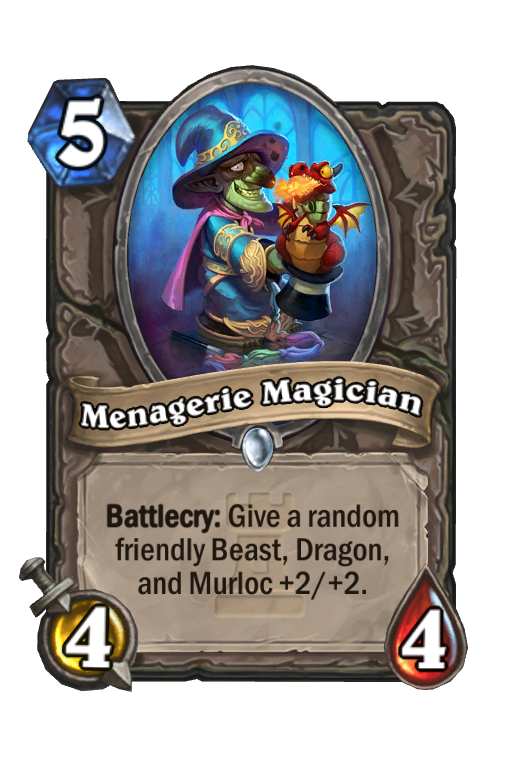 5
Menagerie Magician
Battlecry: Give a random
friendly Beast, Dragon,
and Murloc +2/+2.
4
4